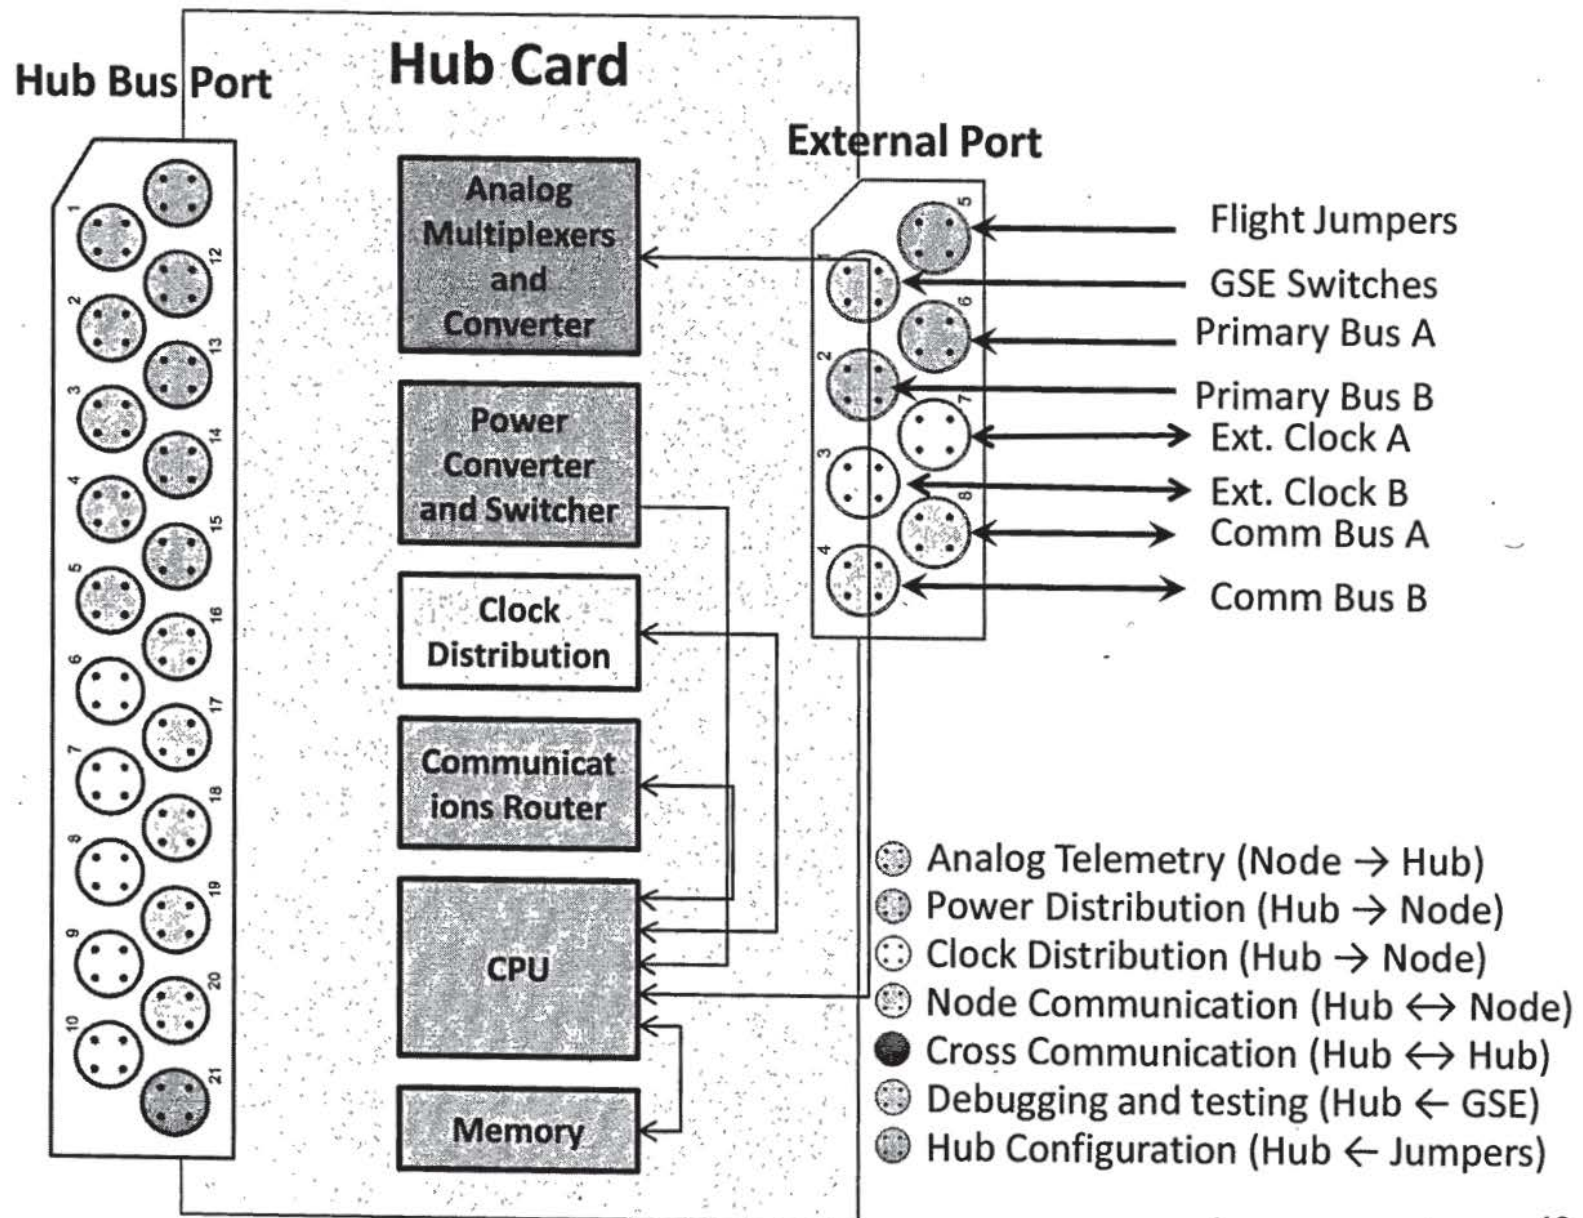 Hub Card
Hub Bus Port
External Port
1
2
3
4
5
6
7
8
9
10
12
13
14
15
16
17
18
19
20
21
Analog
Multiplexers
and
Converter
Power
Converter
and Switcher
Clock
Distribution
Communicat
ions Router
CPU
Memory
1
2
3
4
5
6
7
8
Flight Jumpers
GSE Switches
Primary Bus A
Primary Bus B
Ext. Clock A
Ext. Clock B
Comm Bus A
Comm Bus B
Analog Telemetry (Node → Hub)
Power Distribution (Hub → Node)
Clock Distribution (Hub → Node)
Node Communication (Hub ↔ Node)
Cross Communication (Hub ↔ Hub)
Debugging and testing (Hub ← GSE)
Hub Configuration (Hub ← Jumpers)